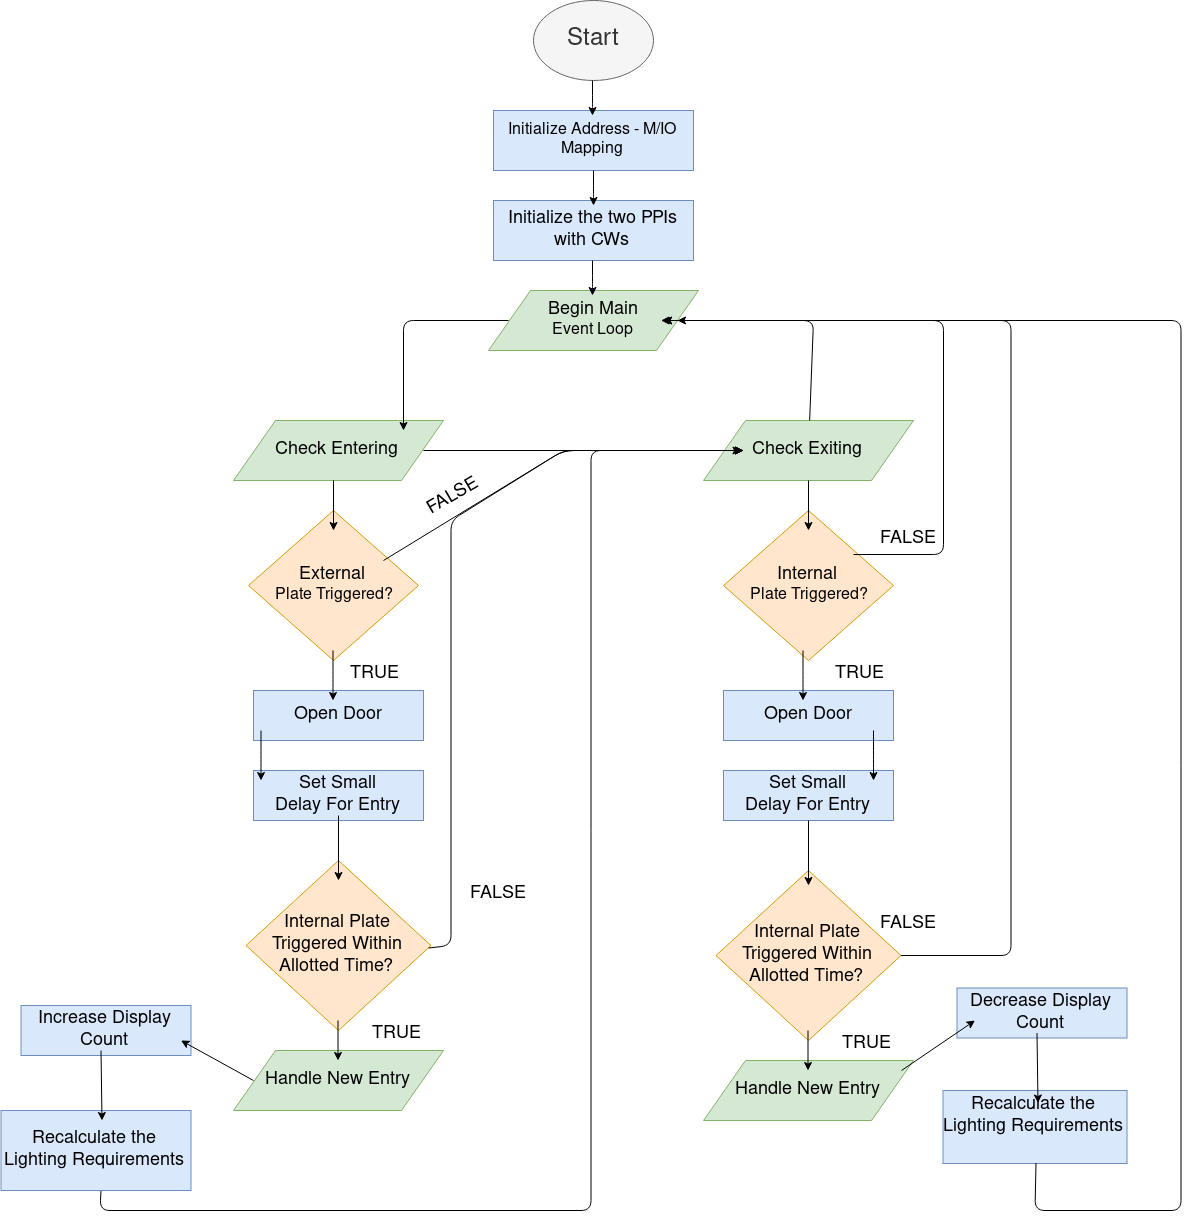 Start
Initialize Address - M/IO
Mapping
Initialize the two PPIs
with CWs
Begin Main
Event Loop
Check Entering
Check Exiting
FALSE
FALSE
External
Plate Triggered?
Internal
Plate Triggered?
TRUE
TRUE
Open Door
Open Door
Set Small
Delay For Entry
Set Small
Delay For Entry
FALSE
Internal Plate
Triggered Within
Allotted Time?
FALSE
Internal Plate
Triggered Within
Allotted Time?
Increase Display
Count
TRUE
Decrease Display
Count
TRUE
Handle New Entry
Handle New Entry
Recalculate the
Lighting Requirements
Recalculate the
Lighting Requirements